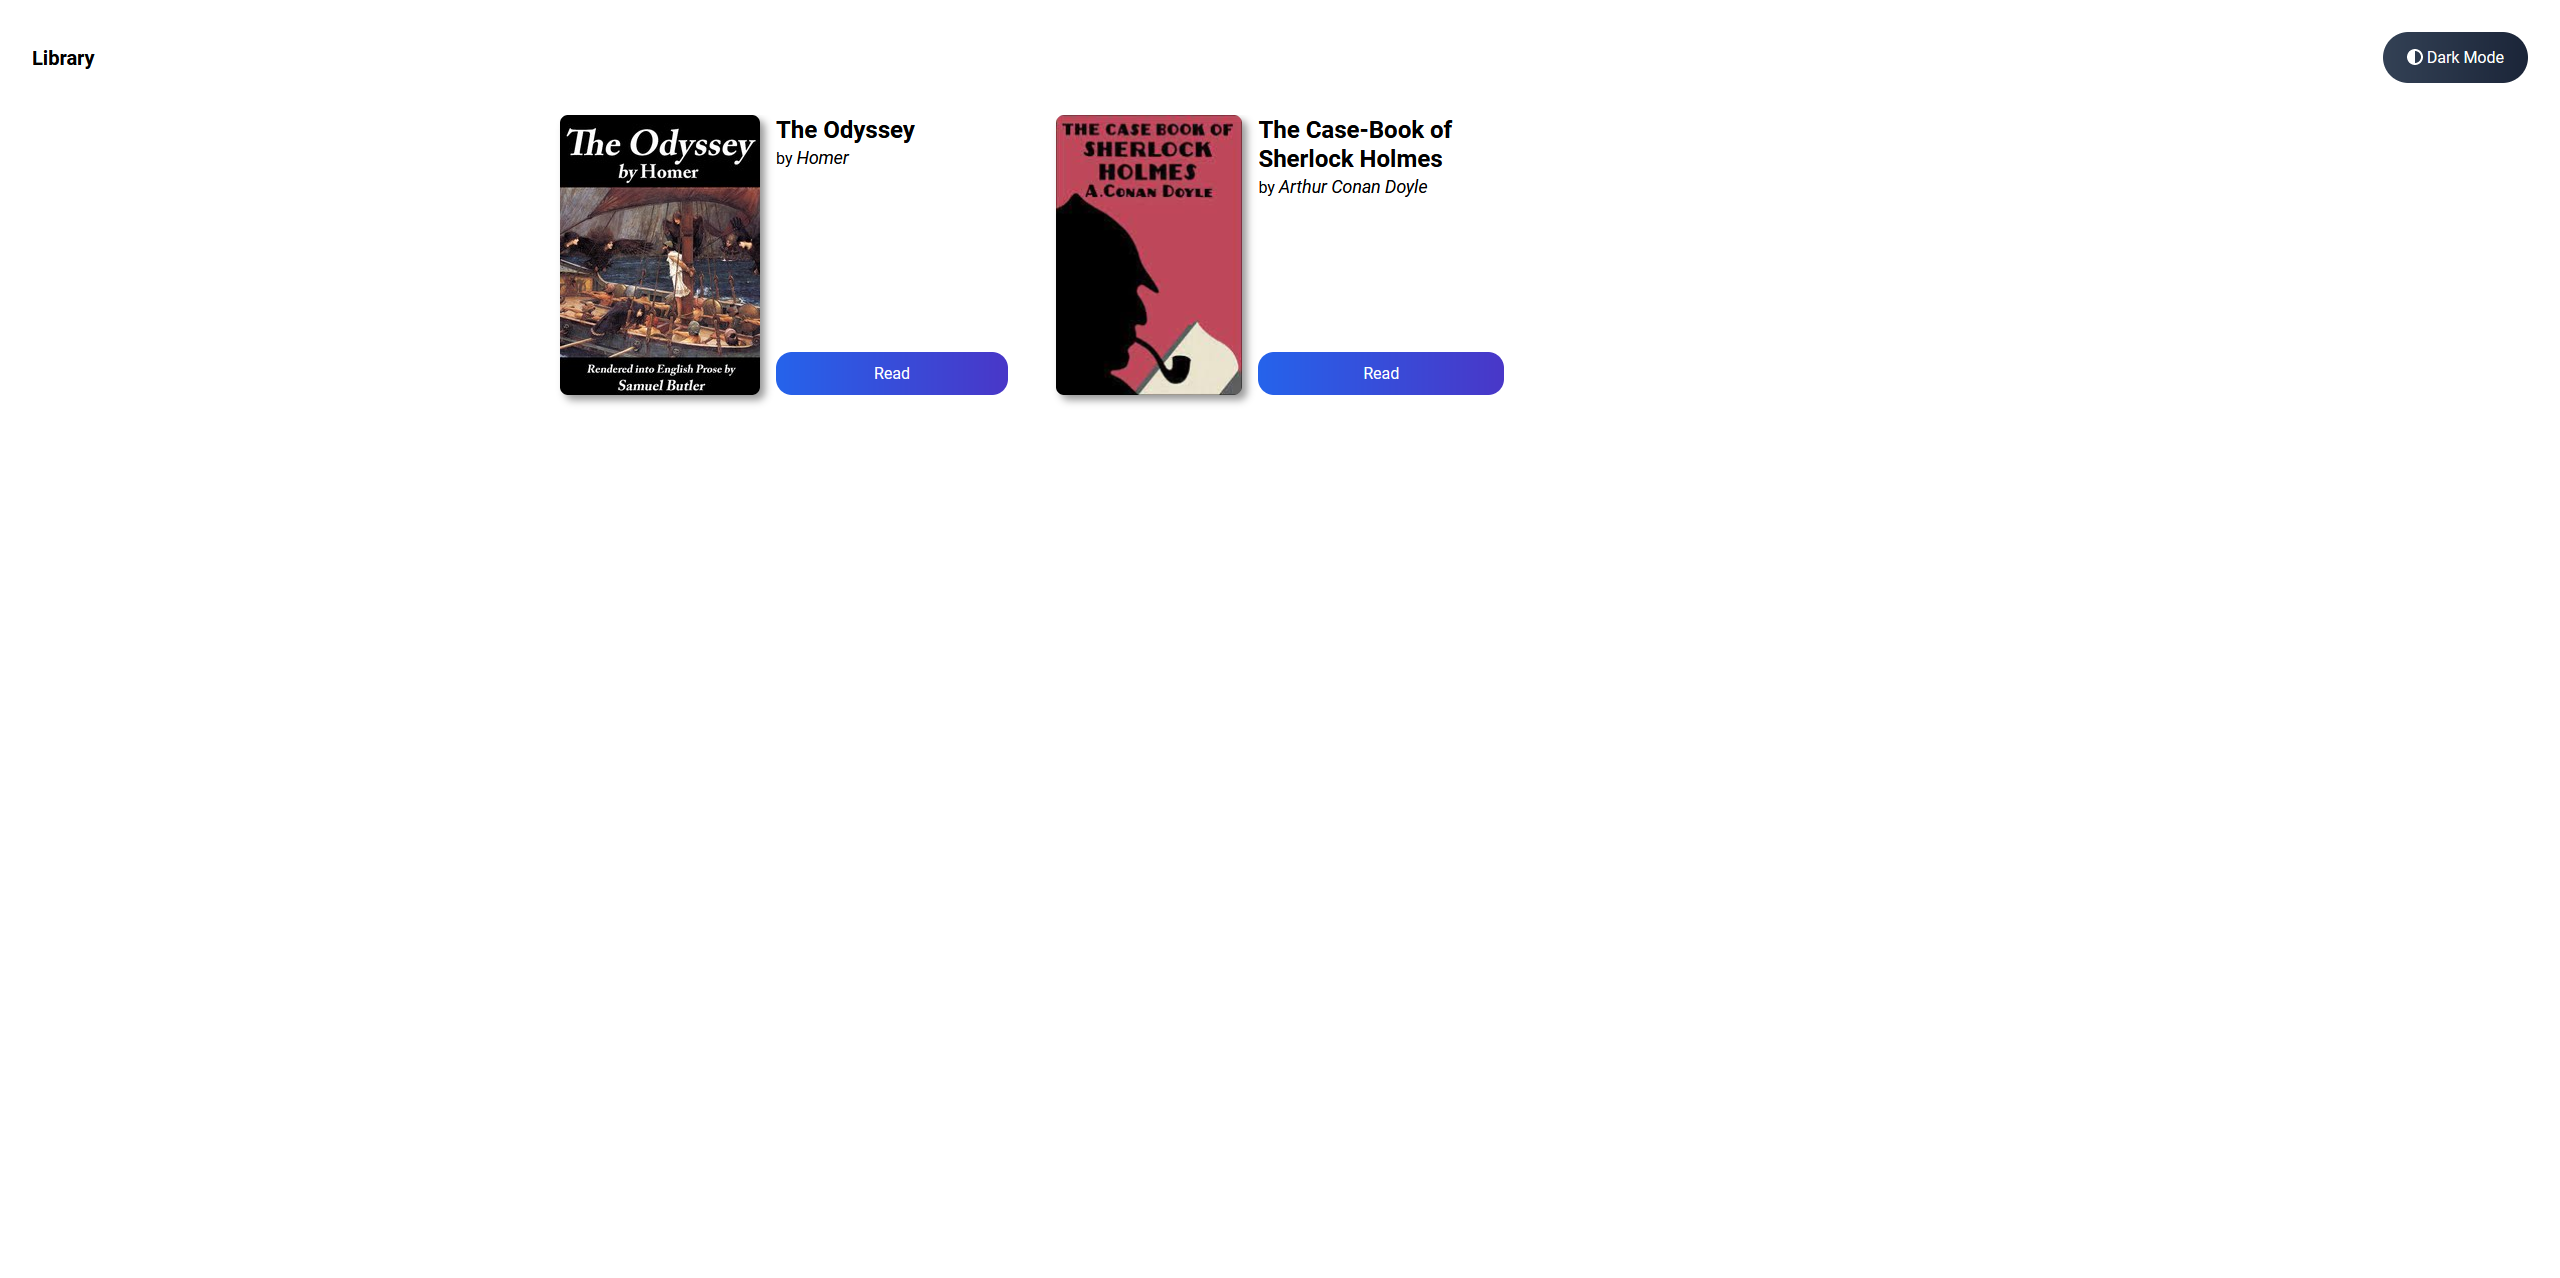 Library
Dark Mode
The Odyssey
by Homer
Rendered into English Prose by
Samuel Butler
The Odyssey
by Homer
Read
THE CASE BOOK OF
SHERLOCK
HOLMES
A.CONAN DOYLE
The Case-Book of
Sherlock Holmes
by Arthur Conan Doyle
Read